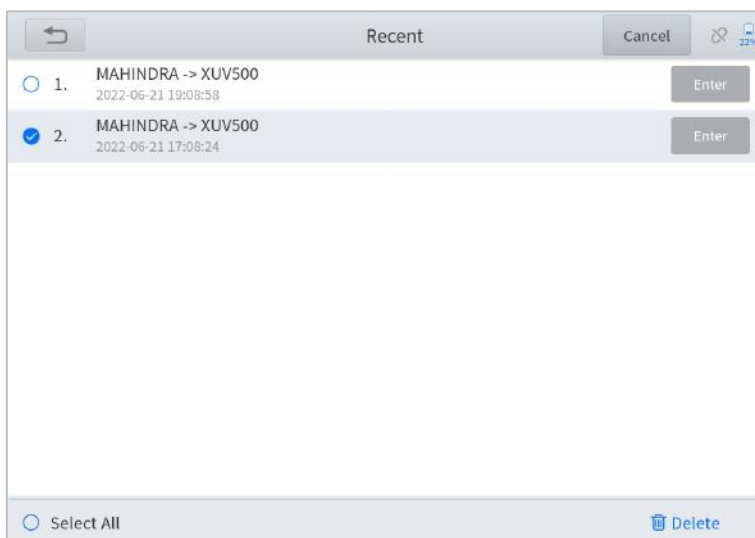 Recent
Cancel
22%
1.
MAHINDRA -> XUV500
2022-06-21 19:08:58
Enter
2.
MAHINDRA -> XUV500
2022-06-21 17:08:24
Enter
Select All
Delete